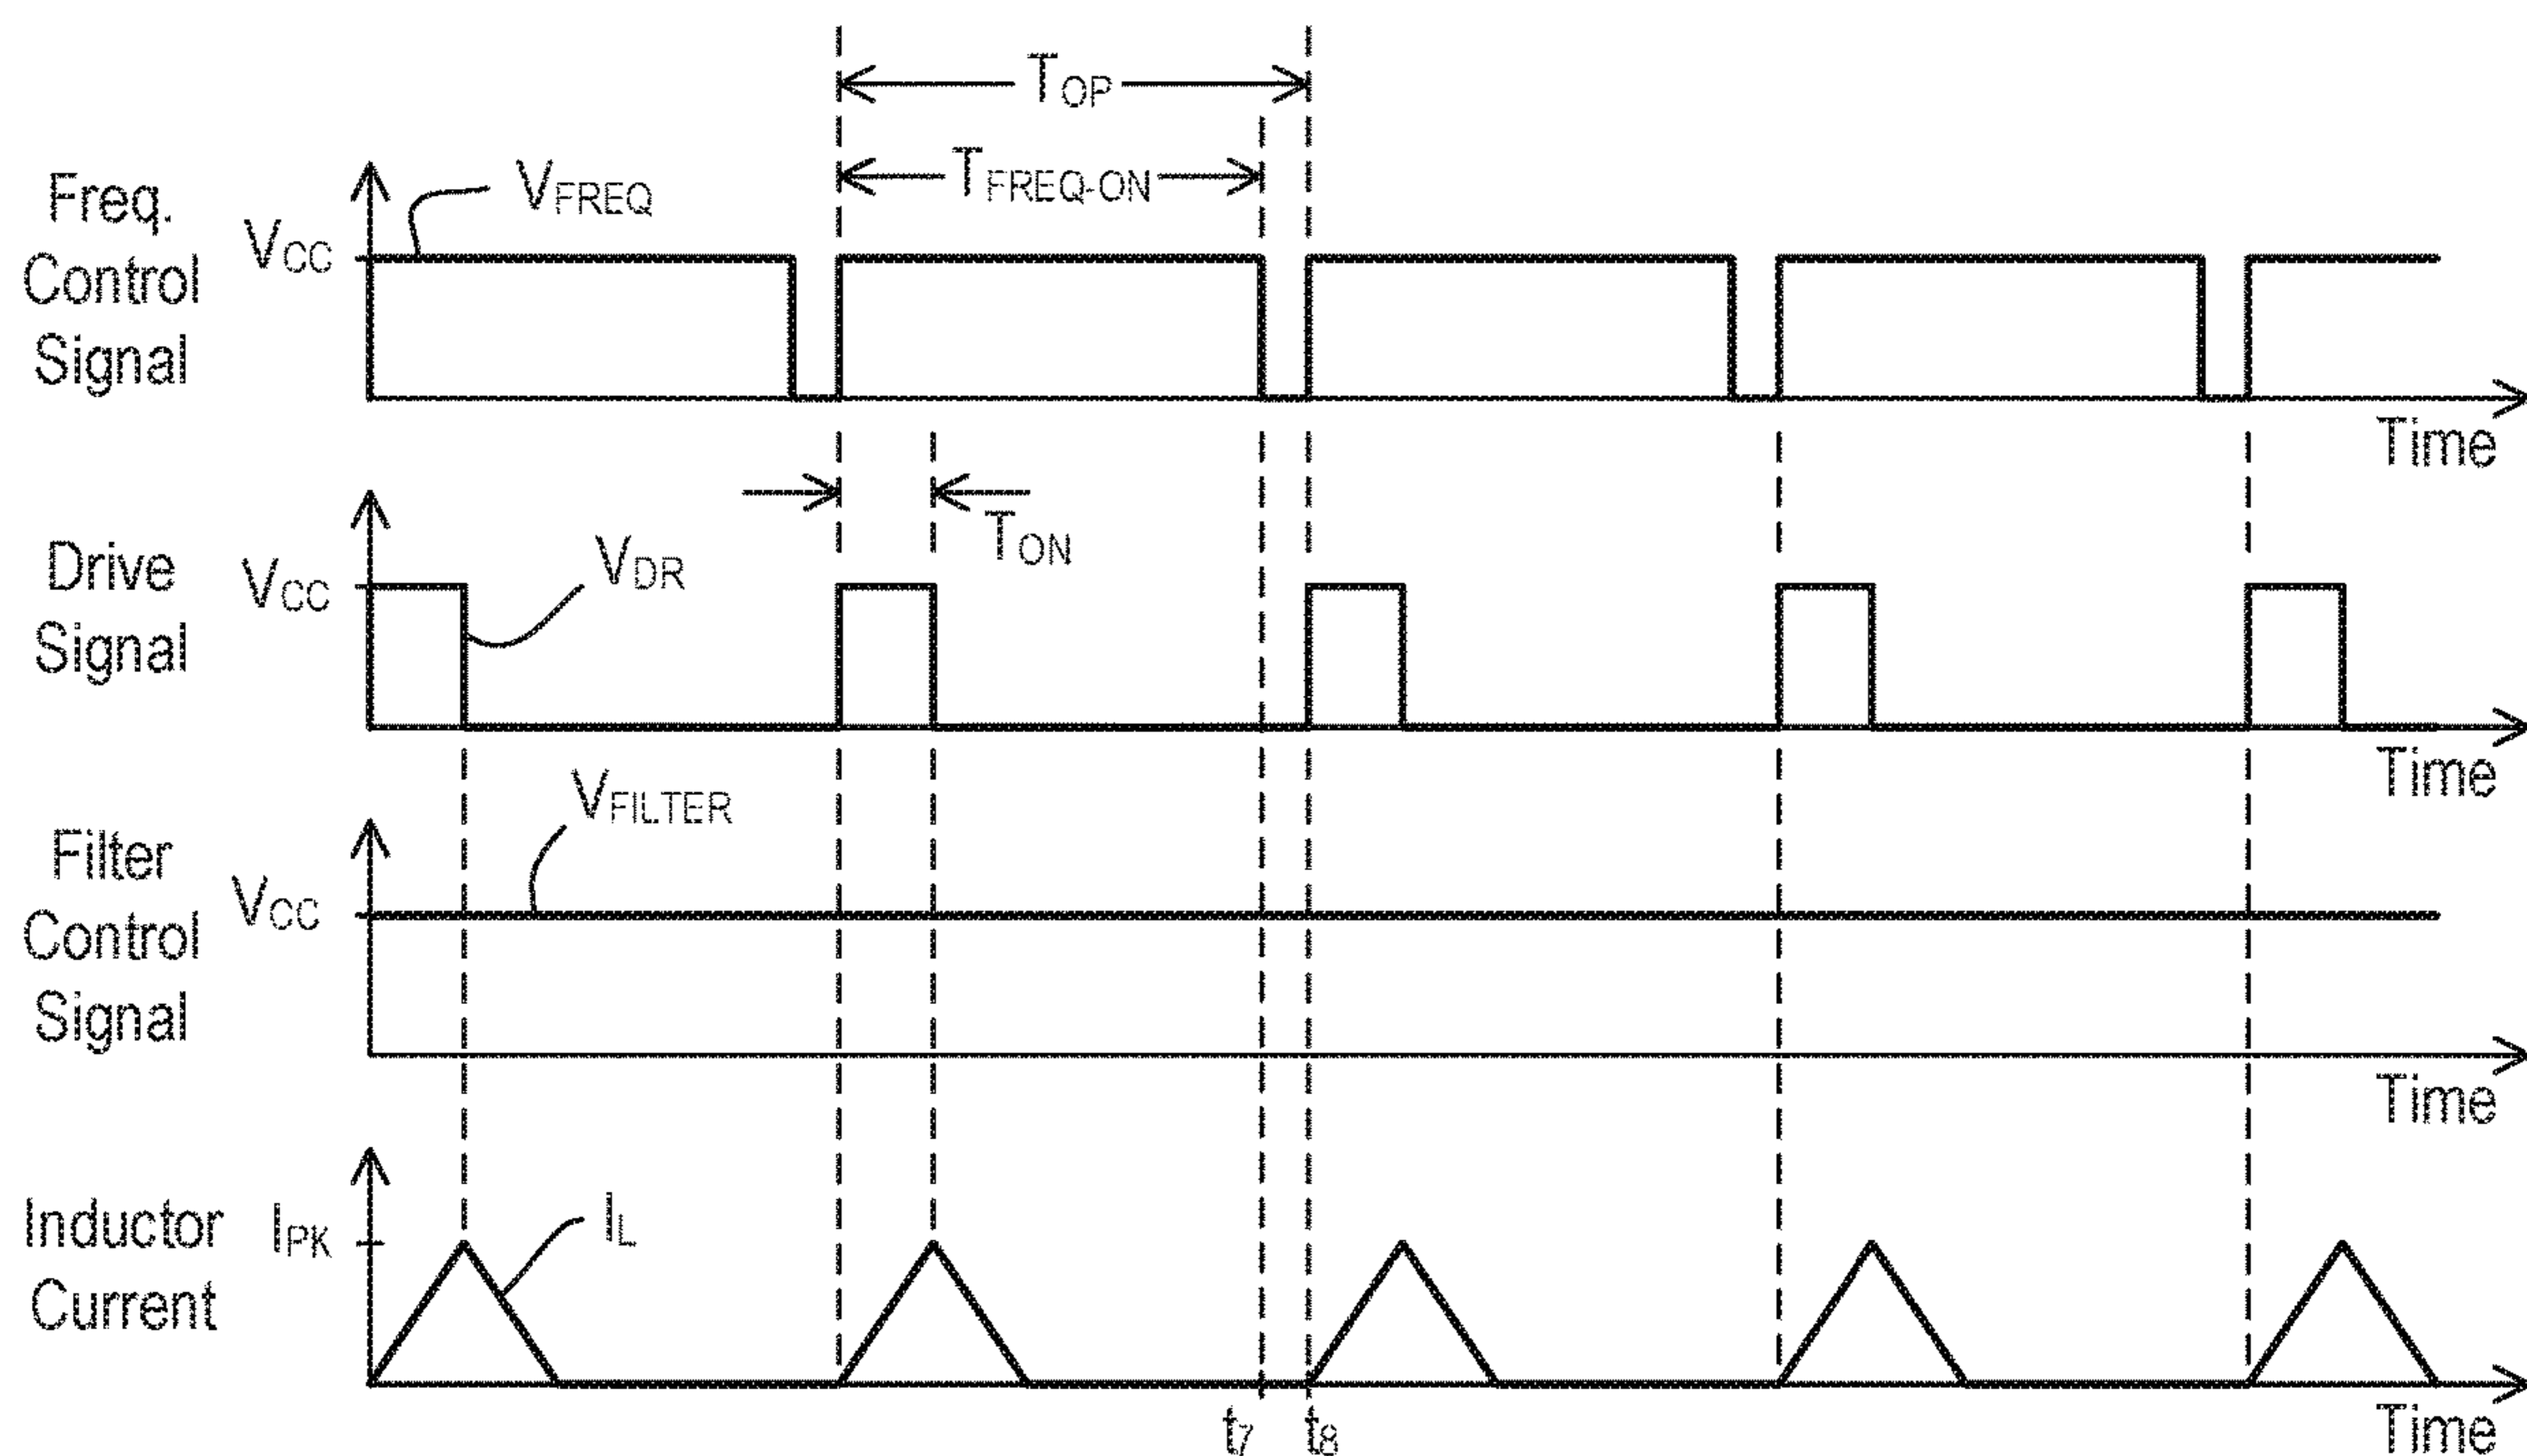 TOP
TFREQ-ON
Freq.
Control
Signal
VCC
VFREQ
Time
TON
Drive
Signal
VCC
VDR
Time
VFILTER
Filter
Control
Signal
VCC
Time
Inductor
Current
IPK
IL
Time
t7
t8